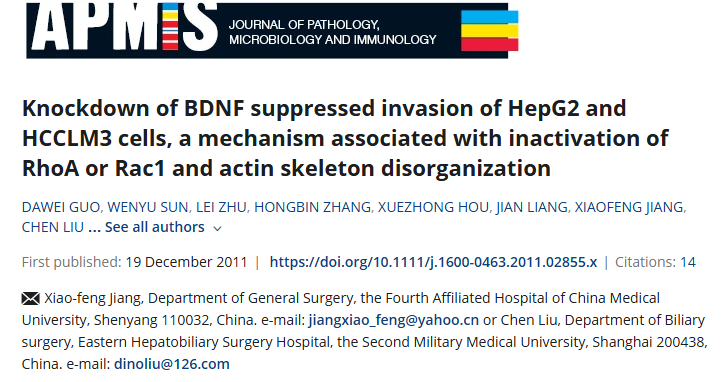 APMIS
JOURNAL OF PATHOLOGY,
MICROBIOLOGY AND IMMUNOLOGY
Knockdown of BDNF suppressed invasion of HepG2 and
HCCLM3 cells, a mechanism associated with inactivation of
RhoA or Rac1 and actin skeleton disorganization
DAWEI GUO, WENYU SUN, LEI ZHU, HONGBIN ZHANG, XUEZHONG HOU, JIAN LIANG, XIAOFENG JIANG,
CHEN LIU ... See all authors
First published: 19 December 2011 | https://doi.org/10.1111/j.1600-0463.2011.02855.x | Citations: 14
Xiao-feng Jiang, Department of General Surgery, the Fourth Affiliated Hospital of China Medical
University, Shenyang 110032, China. e-mail: jiangxiao_feng@yahoo.cn or Chen Liu, Department of Biliary
surgery, Eastern Hepatobiliary Surgery Hospital, the Second Military Medical University, Shanghai 200438,
China. e-mail: dinoliu@126.com